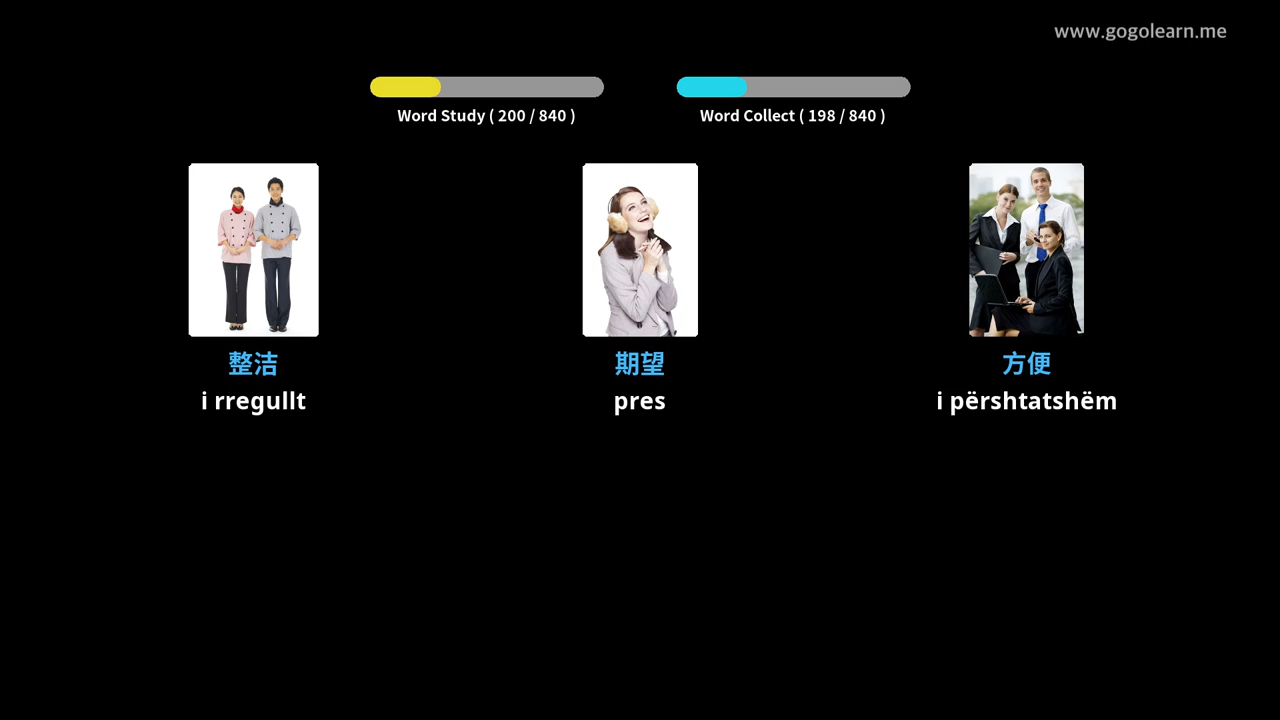 www.gogolearn.me
Word Study ( 200 / 840 )
Word Collect ( 198 / 840 )
整洁
i rregullt
期望
pres
方便
i përshtatshëm